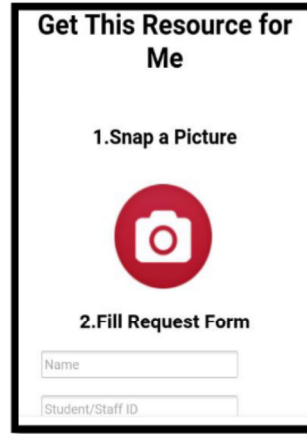 Get This Resource for
Me
1.Snap a Picture
2.Fill Request Form
Name
Student/Staff ID